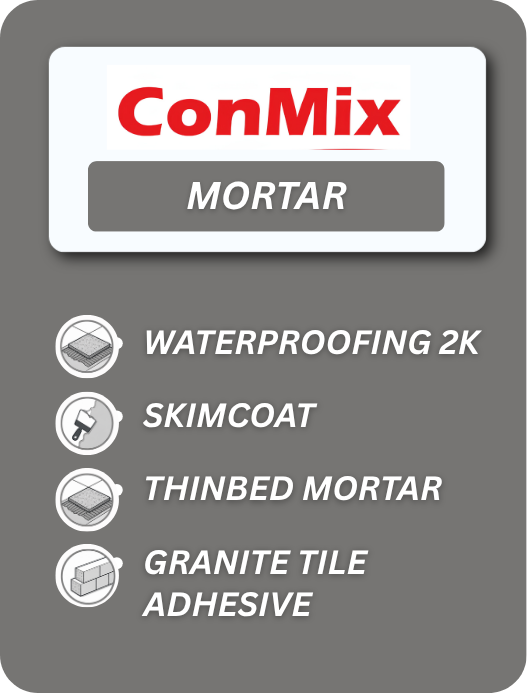 ConMix
MORTAR
WATERPROOFING 2K
SKIMCOAT
THINBED MORTAR
GRANITE TILE
ADHESIVE